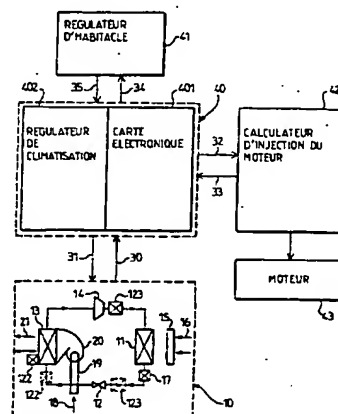 REGULATEUR
D'HABITACLE
41
35
34
402
401
40
42
REGULATEUR
DE
CLIMATISATION
CARTE
ELECTRONIQUE
CALCULATEUR
D'INJECTION DU
MOTEUR
32
33
31
30
MOTEUR
43
14
123
13
15
16
21
20
11
19
122
17
122
12
123
10
18